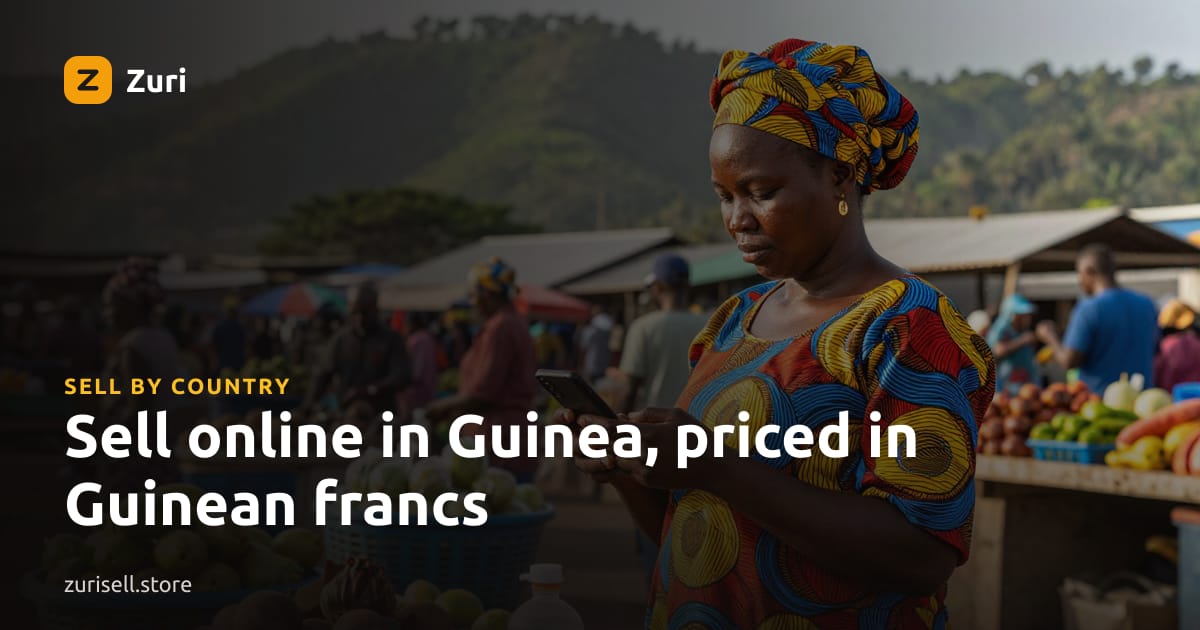 Z Zuri
SELL BY COUNTRY
Sell online in Guinea, priced in
Guinean francs
zurisell.store